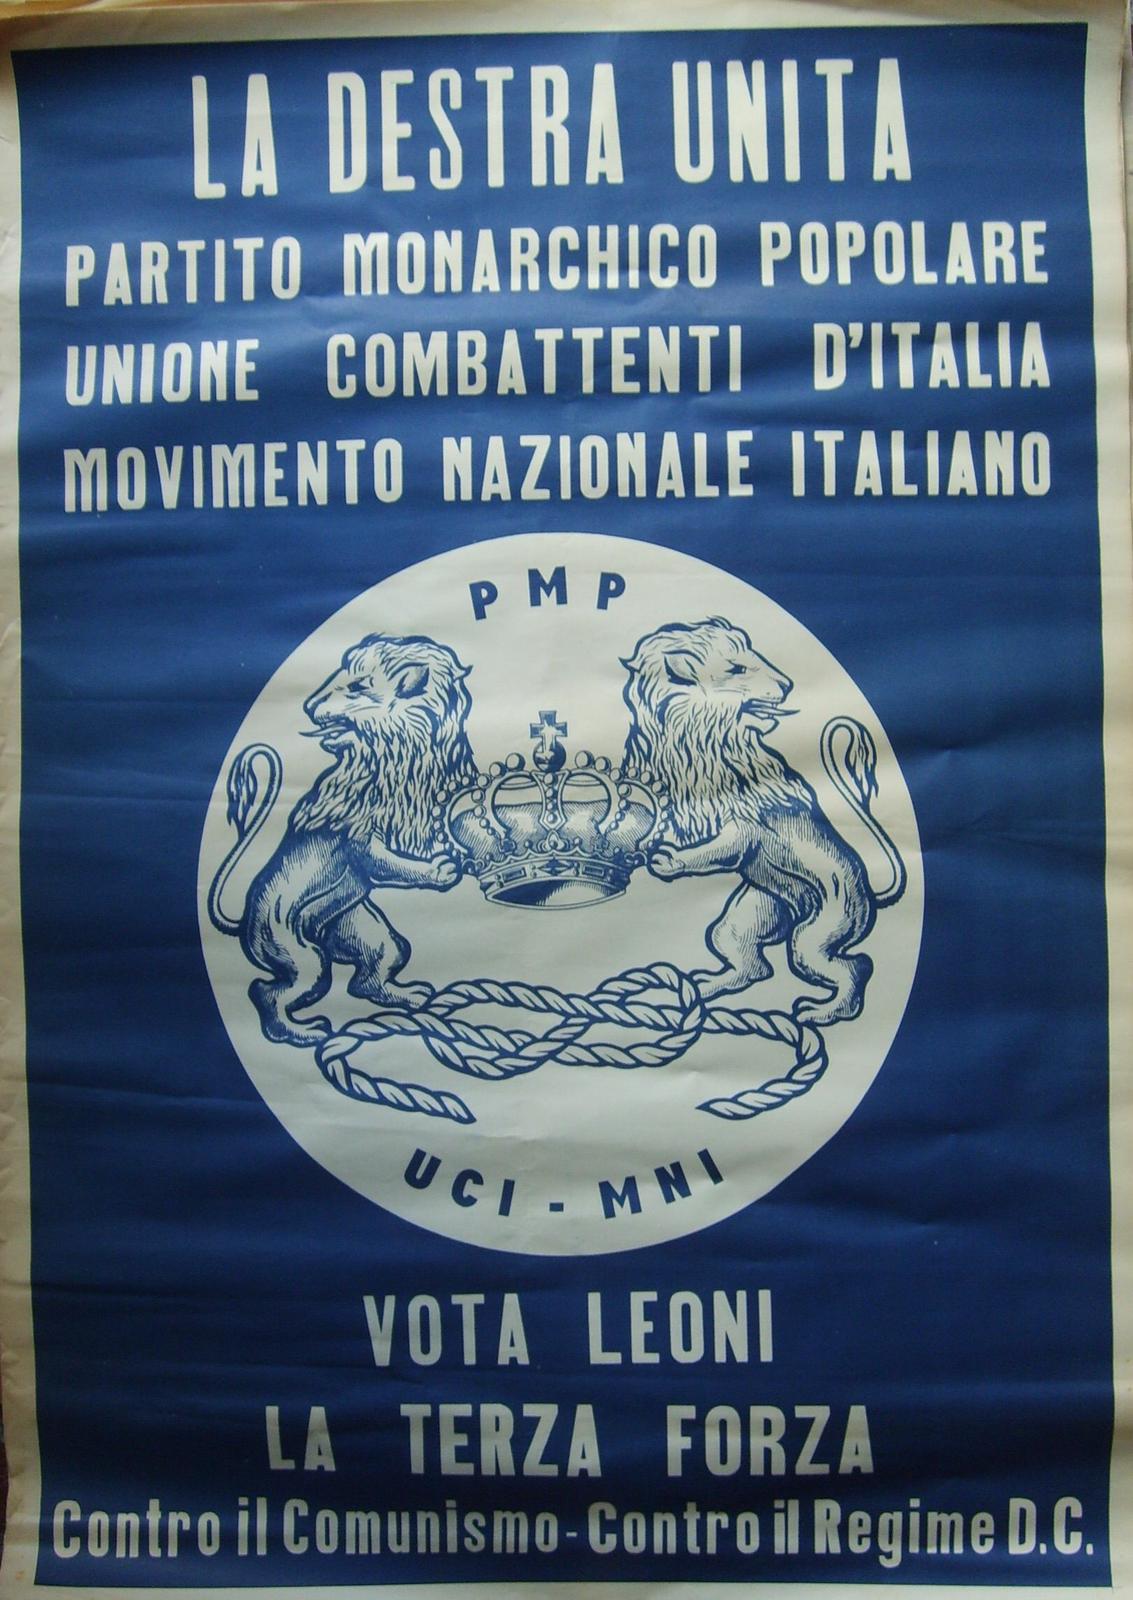 LA DESTRA UNITA
PARTITO MONARCHICO POPOLARE
UNIONE COMBATTENTI D'ITALIA
MOVIMENTO NAZIONALE ITALIANO
PMP
UCI - MNI
VOTA LEONI
LA TERZA FORZA
Contro il Comunismo - Contro il Regime D.C.